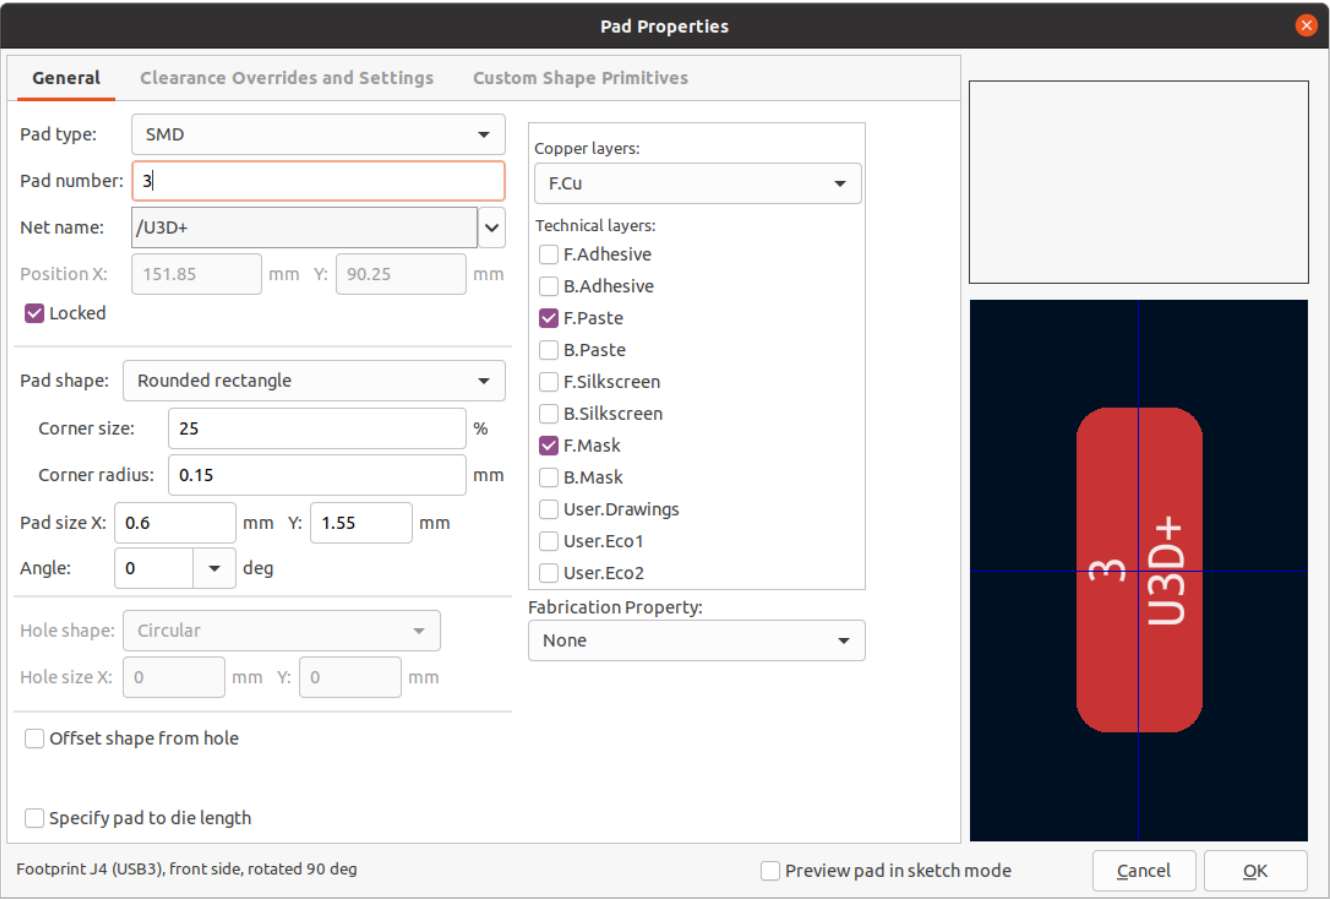 Pad Properties
General Clearance Overrides and Settings Custom Shape Primitives
Pad type: SMD
Pad number: 3
Net name: /U3D+
Position X: 151.85 mm Y: 90.25 mm
Locked
Pad shape: Rounded rectangle
Corner size: 25 %
Corner radius: 0.15 mm
Pad size X: 0.6 mm Y: 1.55 mm
Angle: 0 deg
Hole shape: Circular
Hole size X: 0 mm Y: 0 mm
Offset shape from hole
Specify pad to die length
Copper layers:
F.Cu
Technical layers:
F.Adhesive
B.Adhesive
F.Paste
B.Paste
F.Silkscreen
B.Silkscreen
F.Mask
B.Mask
User.Drawings
User.Eco1
User.Eco2
Fabrication Property:
None
3
U3D+
Footprint J4 (USB3), front side, rotated 90 deg
Preview pad in sketch mode
Cancel
OK